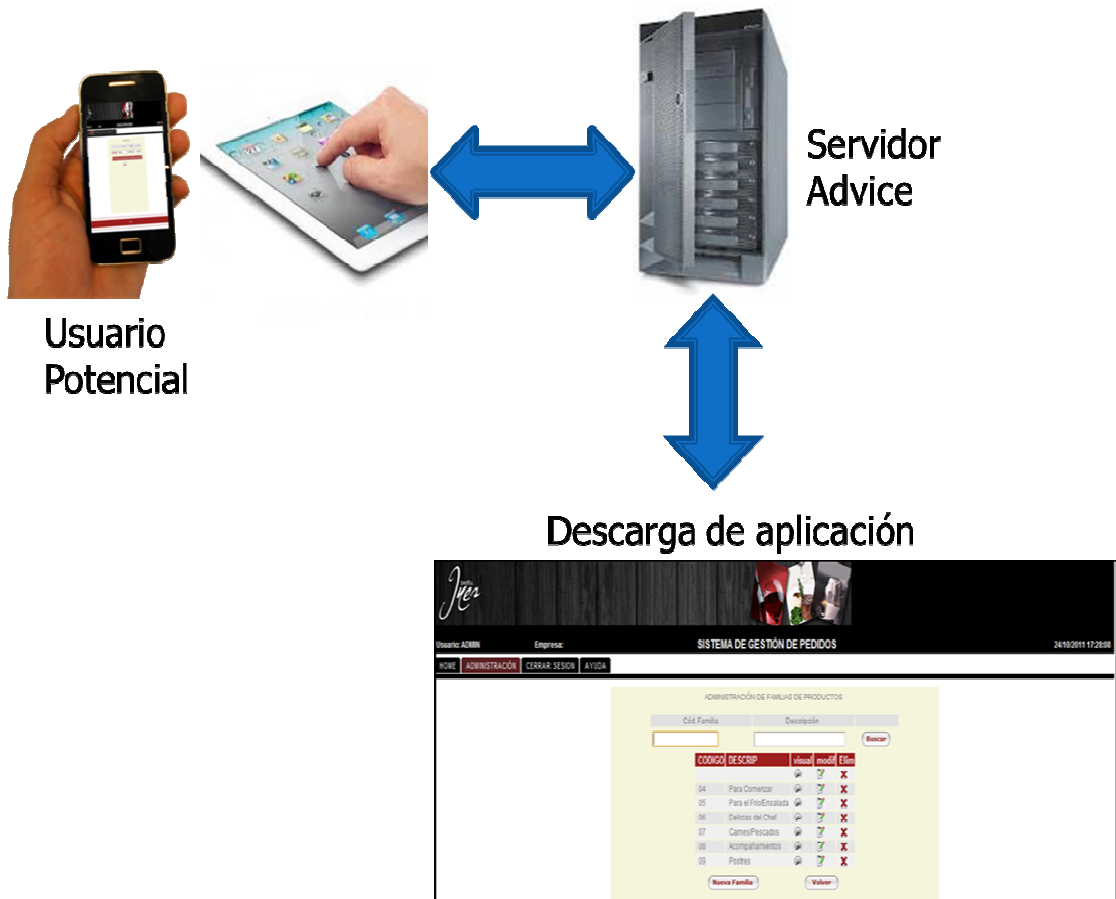 Servidor
Advice
Usuario
Potencial
Descarga de aplicación
Doña
Inés
Usuario: ADMIN Empresa: SISTEMA DE GESTIÓN DE PEDIDOS 24/10/2011 17:28:08
HOME ADMINISTRACIÓN CERRAR SESION AYUDA
ADMINISTRACIÓN DE FAMILIAS DE PRODUCTOS
Cód. Familia Descripción
Buscar
CODIGO DESCRIP visual modif Elim
04 Para Comenzar
05 Para el Frio/Ensalada
06 Delicias del Chef
07 Carnes/Pescados
08 Acompañamientos
09 Postres
Nueva Familia Volver